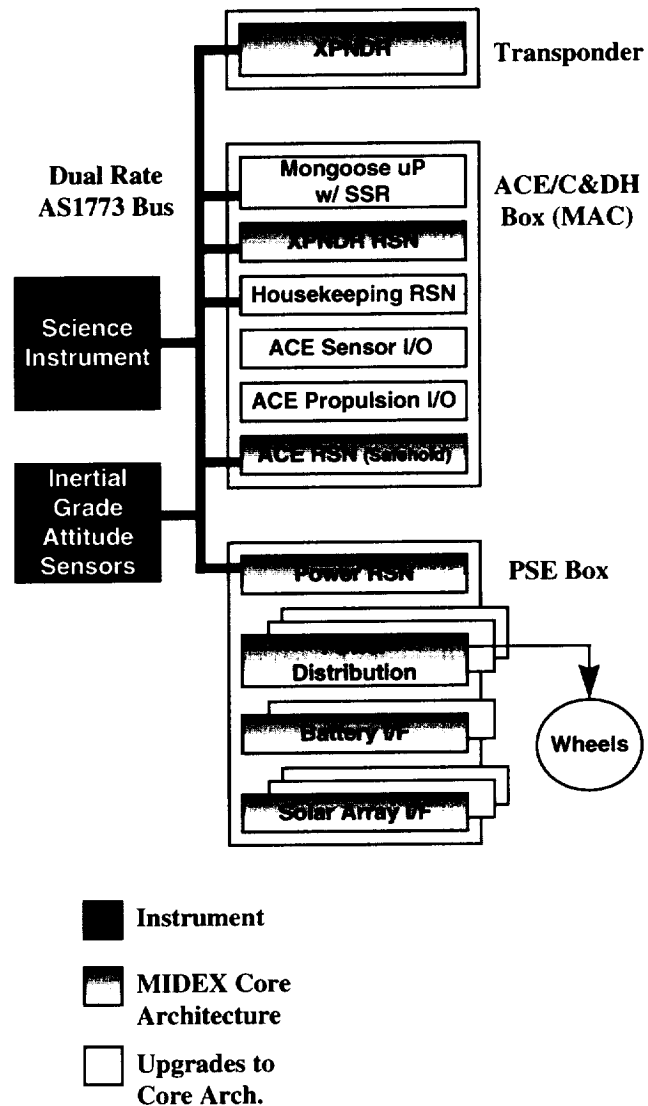 XPNDR
Transponder
Dual Rate
AS1773 Bus
Mongoose uP
w/ SSR
ACE/C&DH
Box (MAC)
XPNDR RSN
Housekeeping RSN
Science
Instrument
ACE Sensor I/O
ACE Propulsion I/O
ACE RSN (Safehold)
Inertial
Grade
Attitude
Sensors
Power RSN
PSE Box
Distribution
Battery I/F
Wheels
Solar Array I/F
Instrument
MIDEX Core
Architecture
Upgrades to
Core Arch.